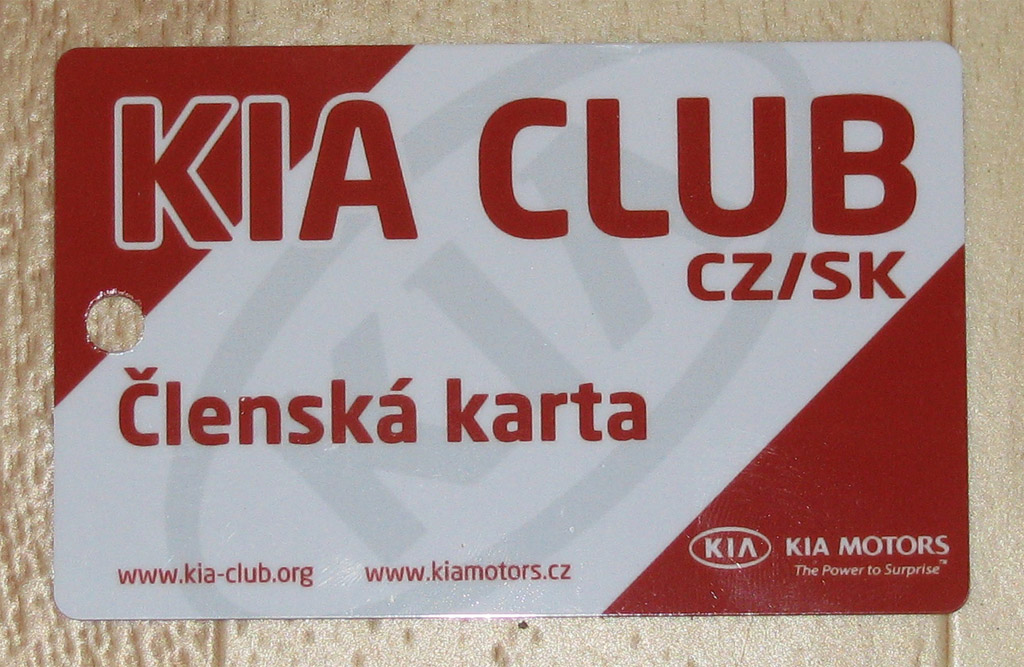 KIA CLUB
CZ/SK
Členská karta
www.kia-club.org www.kiamotors.cz
KIA KIA MOTORS
The Power to Surprise™